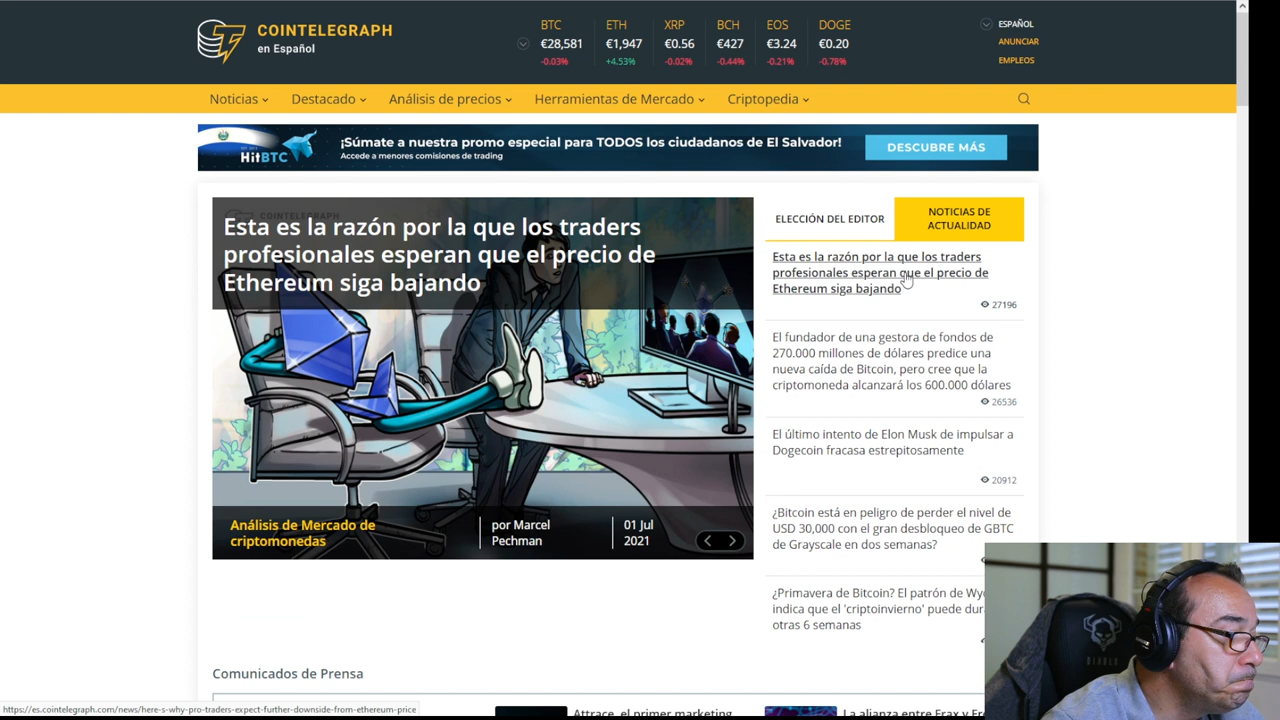 COINTELEGRAPH
en Español
BTC
€28,581
-0.03%
ETH
€1,947
+4.53%
XRP
€0.56
-0.02%
BCH
€427
-0.44%
EOS
€3.24
-0.21%
DOGE
€0.20
-0.78%
ESPAÑOL
ANUNCIAR
EMPLEOS
Noticias
Destacado
Análisis de precios
Herramientas de Mercado
Criptopedia
HitBTC
¡Súmate a nuestra promo especial para TODOS los ciudadanos de El Salvador!
Accede a menores comisiones de trading
DESCUBRE MÁS
COINTELEGRAPH
Esta es la razón por la que los traders
profesionales esperan que el precio de
Ethereum siga bajando
Análisis de Mercado de
criptomonedas
por Marcel
Pechman
01 Jul
2021
ELECCIÓN DEL EDITOR
NOTICIAS DE
ACTUALIDAD
Esta es la razón por la que los traders
profesionales esperan que el precio de
Ethereum siga bajando
27196
El fundador de una gestora de fondos de
270.000 millones de dólares predice una
nueva caída de Bitcoin, pero cree que la
criptomoneda alcanzará los 600.000 dólares
26536
El último intento de Elon Musk de impulsar a
Dogecoin fracasa estrepitosamente
20912
¿Bitcoin está en peligro de perder el nivel de
USD 30,000 con el gran desbloqueo de GBTC
de Grayscale en dos semanas?
¿Primavera de Bitcoin? El patrón de
indica que el 'criptoinvierno' puede
otras 6 semanas
DIABLO
Comunicados de Prensa
Attrace, el primer marketing
La alianza entre Frax y
https://es.cointelegraph.com/news/here-s-why-pro-traders-expect-further-downside-from-ethereum-price